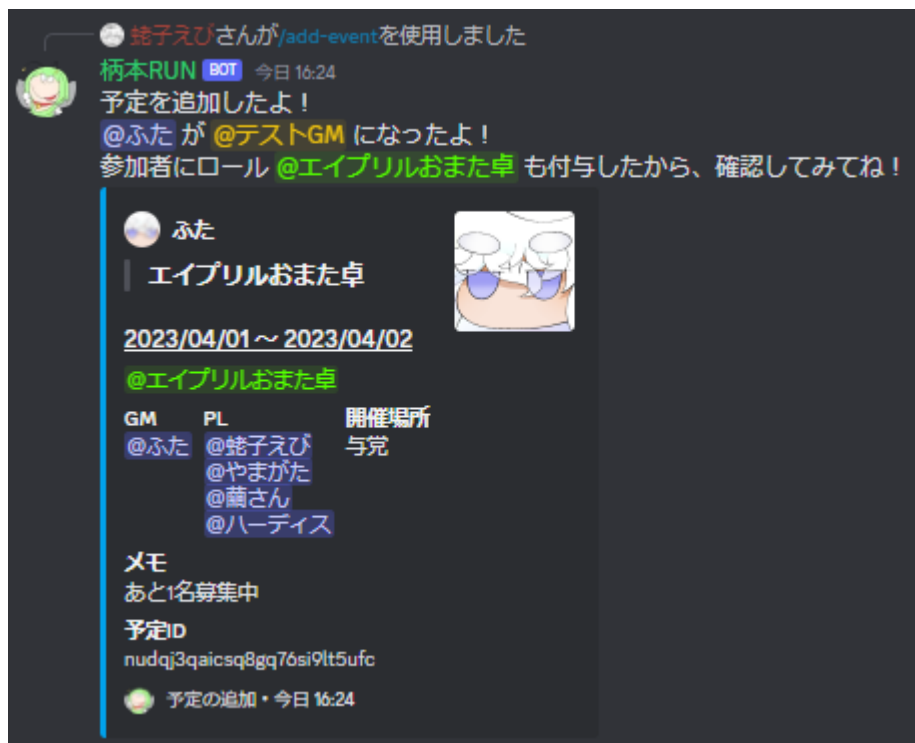 蛯子えびさんが/add-eventを使用しました
柄本RUN BOT 今日 16:24
予定を追加したよ！
@ふた が @テストGM になったよ！
参加者にロール @エイプリルおまた卓 も付与したから、確認してみてね！
ふた
エイプリルおまた卓
2023/04/01～2023/04/02
@エイプリルおまた卓
GM PL 開催場所
@ふた @蛯子えび 与党
@やまがた
@繭さん
@ハーディス
メモ
あと1名募集中
予定ID
nudqj3qaicsq8gq76si9lt5ufc
予定の追加・今日 16:24